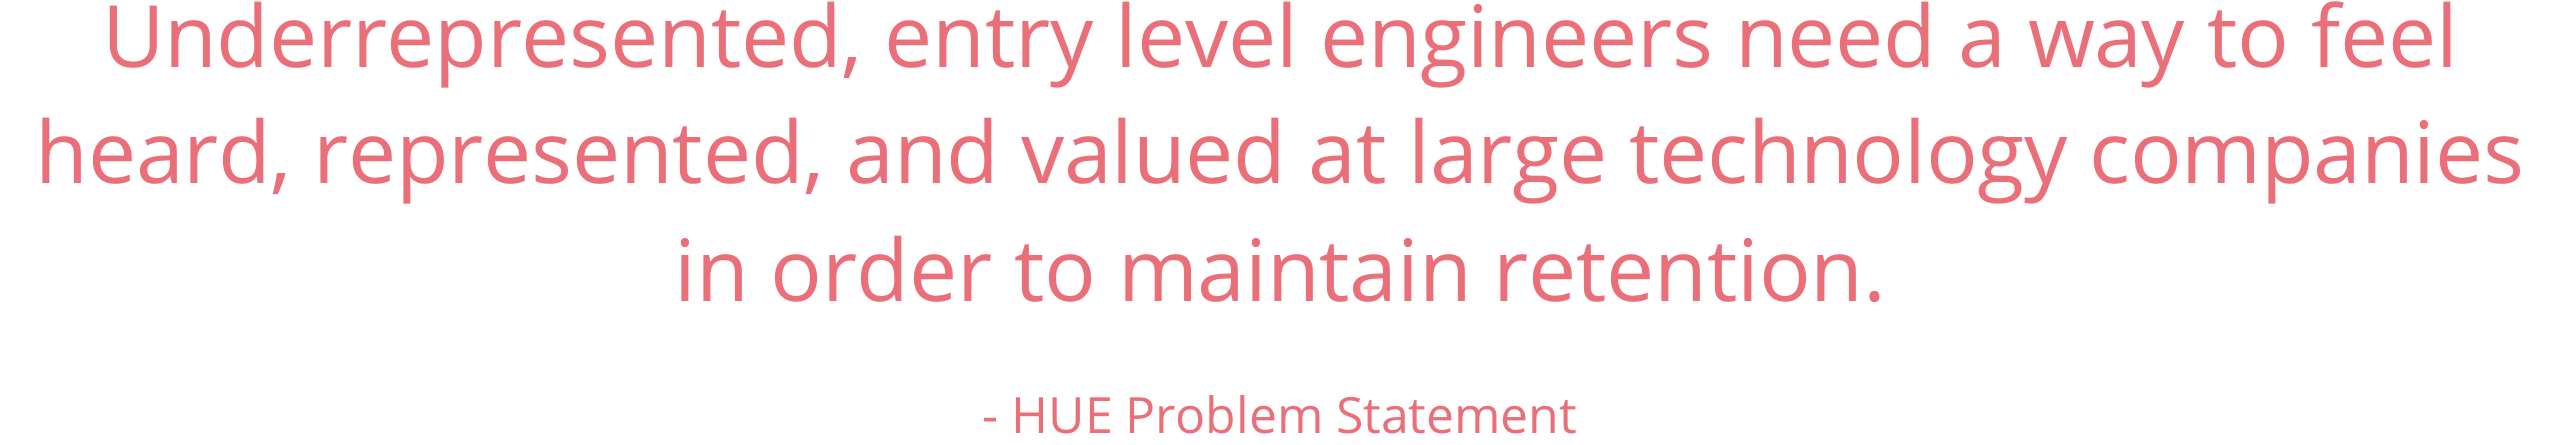 Underrepresented, entry level engineers need a way to feel
heard, represented, and valued at large technology companies
in order to maintain retention.
- HUE Problem Statement